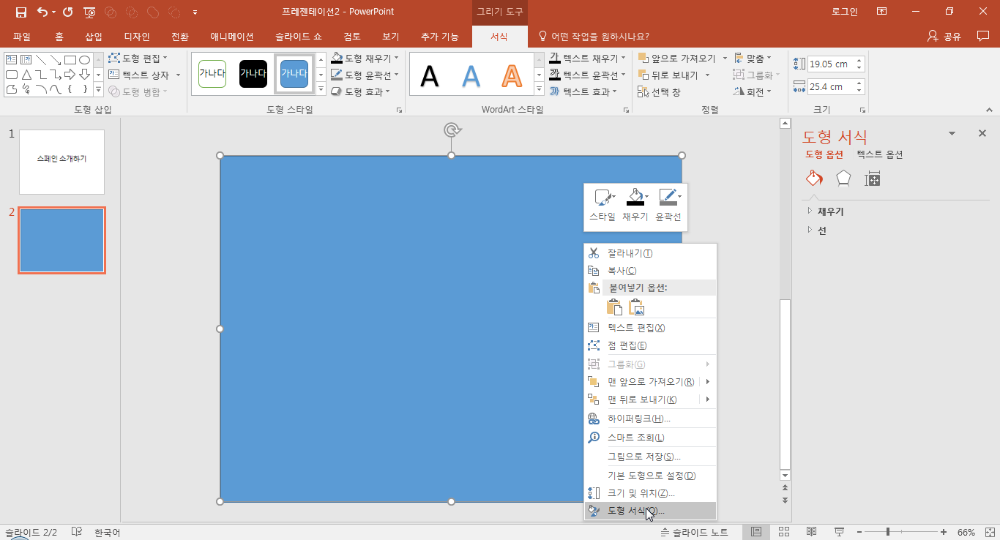 프레젠테이션2 - PowerPoint
그리기 도구
로그인
파일 홈 삽입 디자인 전환 애니메이션 슬라이드 쇼 검토 보기 추가 기능 서식 어떤 작업을 원하시나요? 공유
도형 편집
텍스트 상자
도형 병합
도형 삽입
가나다 가나다 가나다
도형 채우기
도형 윤곽선
도형 효과
도형 스타일
A A A
텍스트 채우기
텍스트 윤곽선
텍스트 효과
WordArt 스타일
앞으로 가져오기
뒤로 보내기
선택 창
맞춤
그룹화
회전
정렬
19.05 cm
25.4 cm
크기
1
스페인 소개하기
2
스타일 채우기 윤곽선
잘라내기(T)
복사(C)
붙여넣기 옵션:
텍스트 편집(X)
점 편집(E)
그룹화(G)
맨 앞으로 가져오기(R)
맨 뒤로 보내기(K)
하이퍼링크(H)...
스마트 조회(L)
그림으로 저장(S)...
기본 도형으로 설정(D)
크기 및 위치(Z)...
도형 서식(O)...
도형 서식
도형 옵션 텍스트 옵션
채우기
선
슬라이드 2/2 한국어 슬라이드 노트 66%